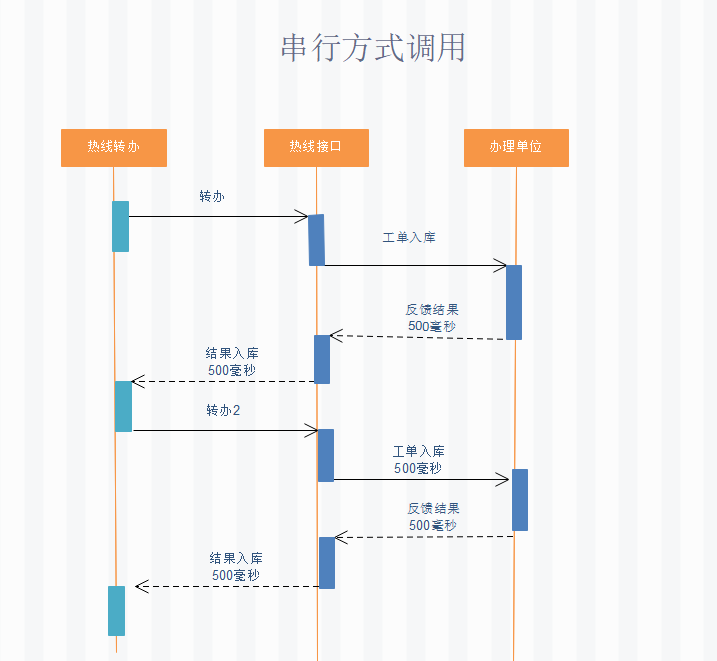 串行方式调用
热线转办
热线接口
办理单位
转办
工单入库
反馈结果
500毫秒
结果入库
500毫秒
转办2
工单入库
500毫秒
反馈结果
500毫秒
结果入库
500毫秒